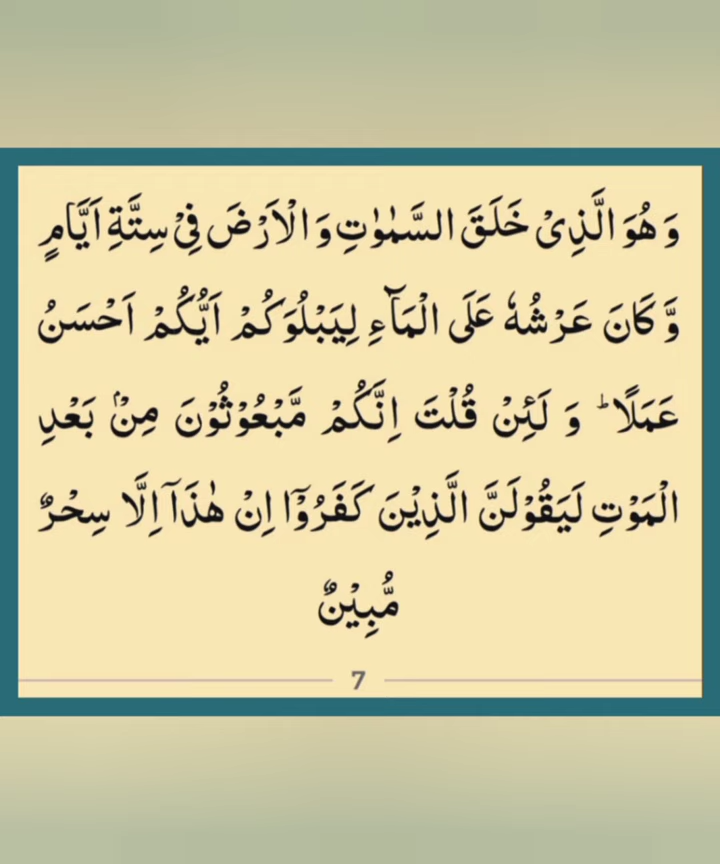 وَ هُوَ الَّذِیْ خَلَقَ السَّمٰوٰتِ وَ الْاَرْضَ فِیْ سِتَّةِ اَیَّامٍ
وَّ كَانَ عَرْشُهٗ عَلَى الْمَآءِ لِیَبْلُوَكُمْ اَیُّكُمْ اَحْسَنُ
عَمَلًاؕ وَ لَىِٕنْ قُلْتَ اِنَّكُمْ مَّبْعُوْثُوْنَ مِنْۢ بَعْدِ
الْمَوْتِ لَیَقُوْلَنَّ الَّذِیْنَ كَفَرُوْۤا اِنْ هٰذَاۤ اِلَّا سِحْرٌ
مُّبِیْنٌ
7